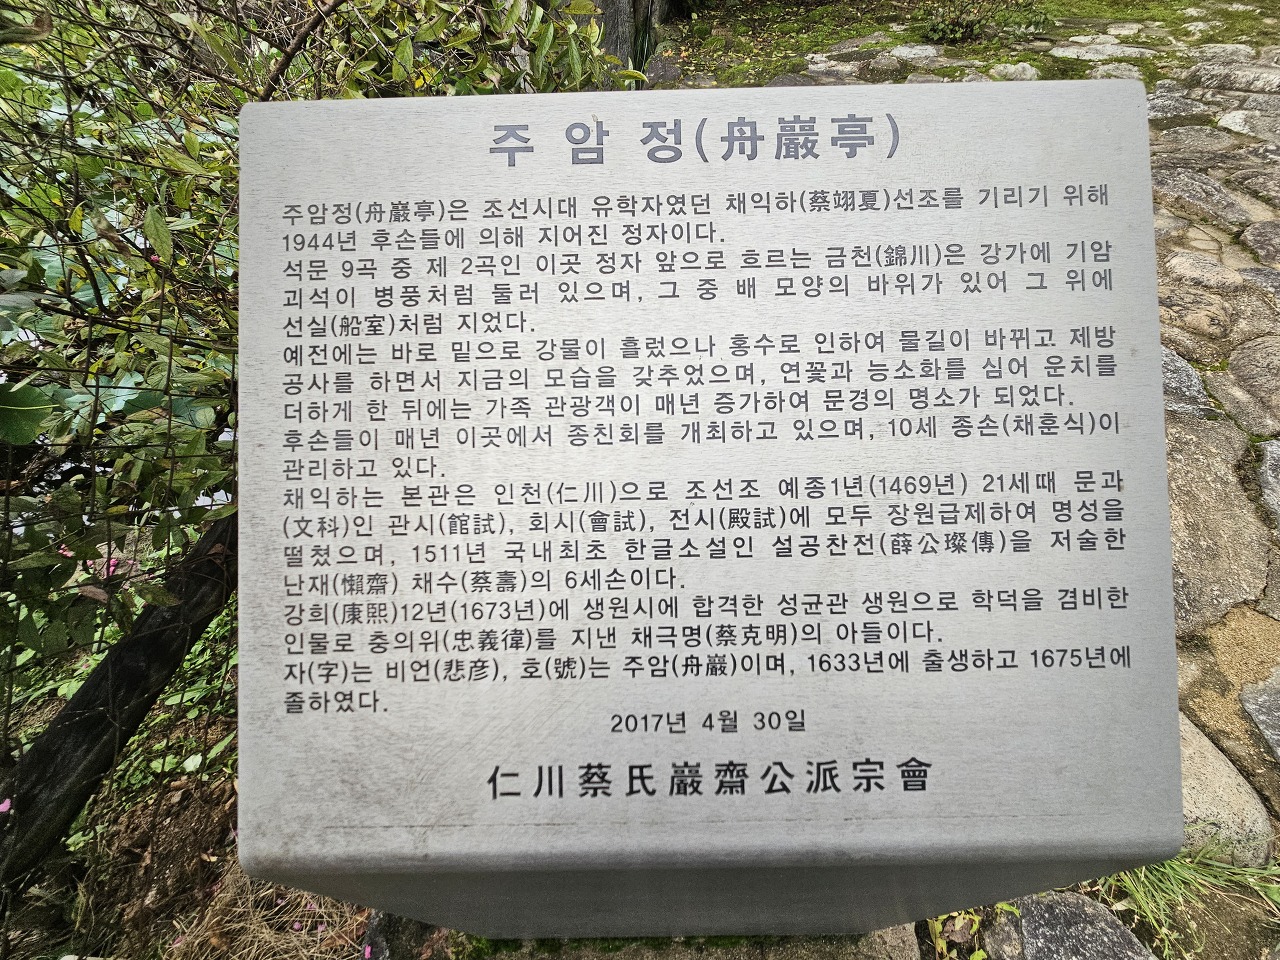 주 암 정(舟巖亭)
주암정(舟巖亭)은 조선시대 유학자였던 채익하(蔡翊夏)선조를 기리기 위해
1944년 후손들에 의해 지어진 정자이다.
석문 9곡 중 제 2곡인 이곳 정자 앞으로 흐르는 금천(錦川)은 강가에 기암
괴석이 병풍처럼 둘러 있으며, 그 중 배 모양의 바위가 있어 그 위에
선실(船室)처럼 지었다.
예전에는 바로 밑으로 강물이 흘렀으나 홍수로 인하여 물길이 바뀌고 제방
공사를 하면서 지금의 모습을 갖추었으며, 연꽃과 능소화를 심어 운치를
더하게 한 뒤에는 가족 관광객이 매년 증가하여 문경의 명소가 되었다.
후손들이 매년 이곳에서 종친회를 개최하고 있으며, 10세 종손(채훈식)이
관리하고 있다.
채익하는 본관은 인천(仁川)으로 조선조 예종1년(1469년) 21세때 문과
(文科)인 관시(館試), 회시(會試), 전시(殿試)에 모두 장원급제하여 명성을
떨쳤으며, 1511년 국내최초 한글소설인 설공찬전(薛公璨傳)을 저술한
난재(懶齋) 채수(蔡壽)의 6세손이다.
강희(康熙)12년(1673년)에 생원시에 합격한 성균관 생원으로 학덕을 겸비한
인물로 충의위(忠義徫)를 지낸 채극명(蔡克明)의 아들이다.
자(字)는 비언(悲彦), 호(號)는 주암(舟巖)이며, 1633년에 출생하고 1675년에
졸하였다.
2017년 4월 30일
仁川蔡氏巖齋公派宗會